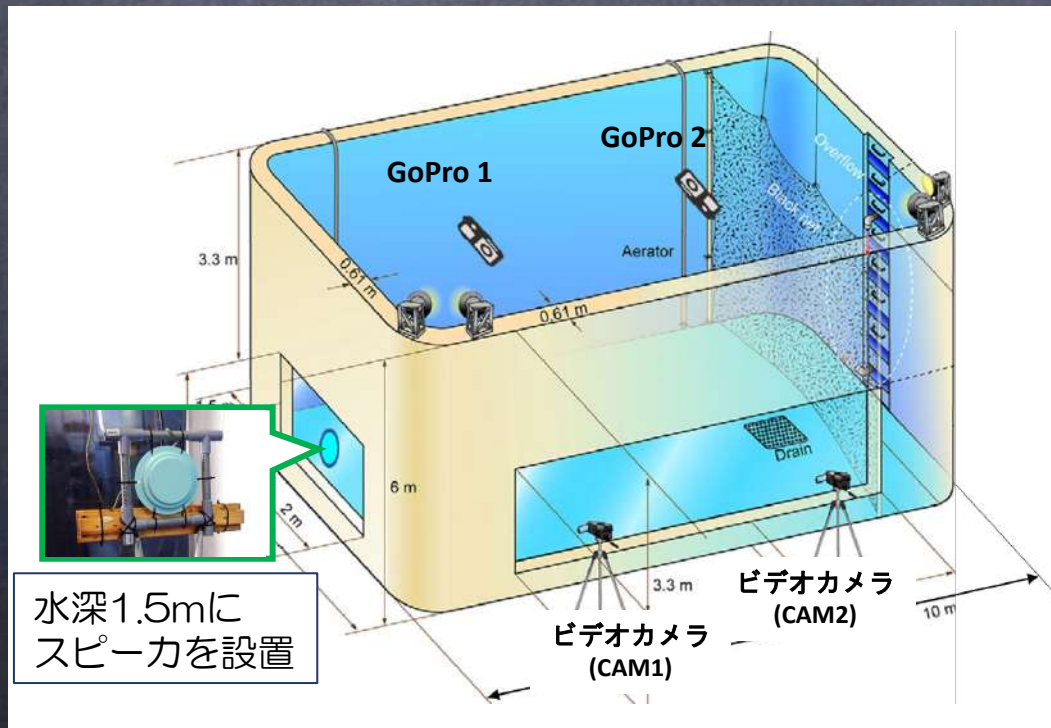 GoPro 1
GoPro 2
Overflow
Aerator
3.3 m
0.61 m
0.61 m
6 m
2 m
Drain
3.3 m
10 m
ビデオカメラ
(CAM1)
ビデオカメラ
(CAM2)
水深1.5mに
スピーカを設置